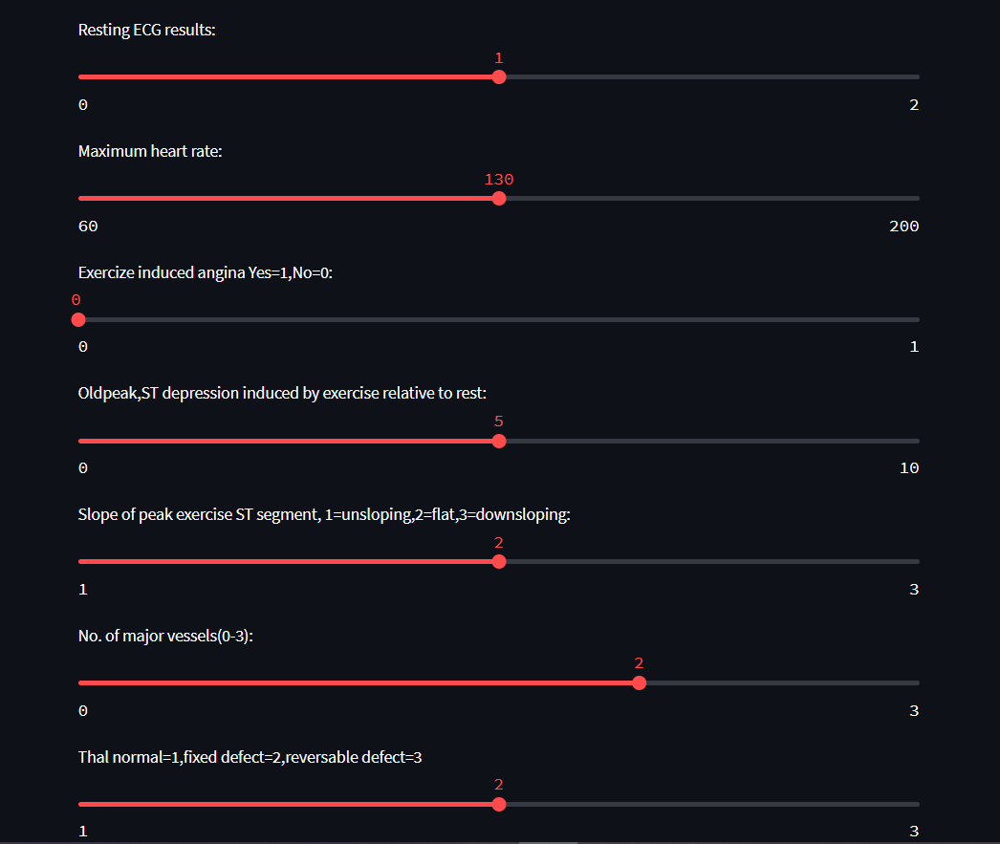 Resting ECG results:
1
0 2
Maximum heart rate:
130
60 200
Exercize induced angina Yes=1,No=0:
0
0 1
Oldpeak,ST depression induced by exercise relative to rest:
5
0 10
Slope of peak exercise ST segment, 1=unsloping,2=flat,3=downsloping:
2
1 3
No. of major vessels(0-3):
2
0 3
Thal normal=1,fixed defect=2,reversable defect=3
2
1 3